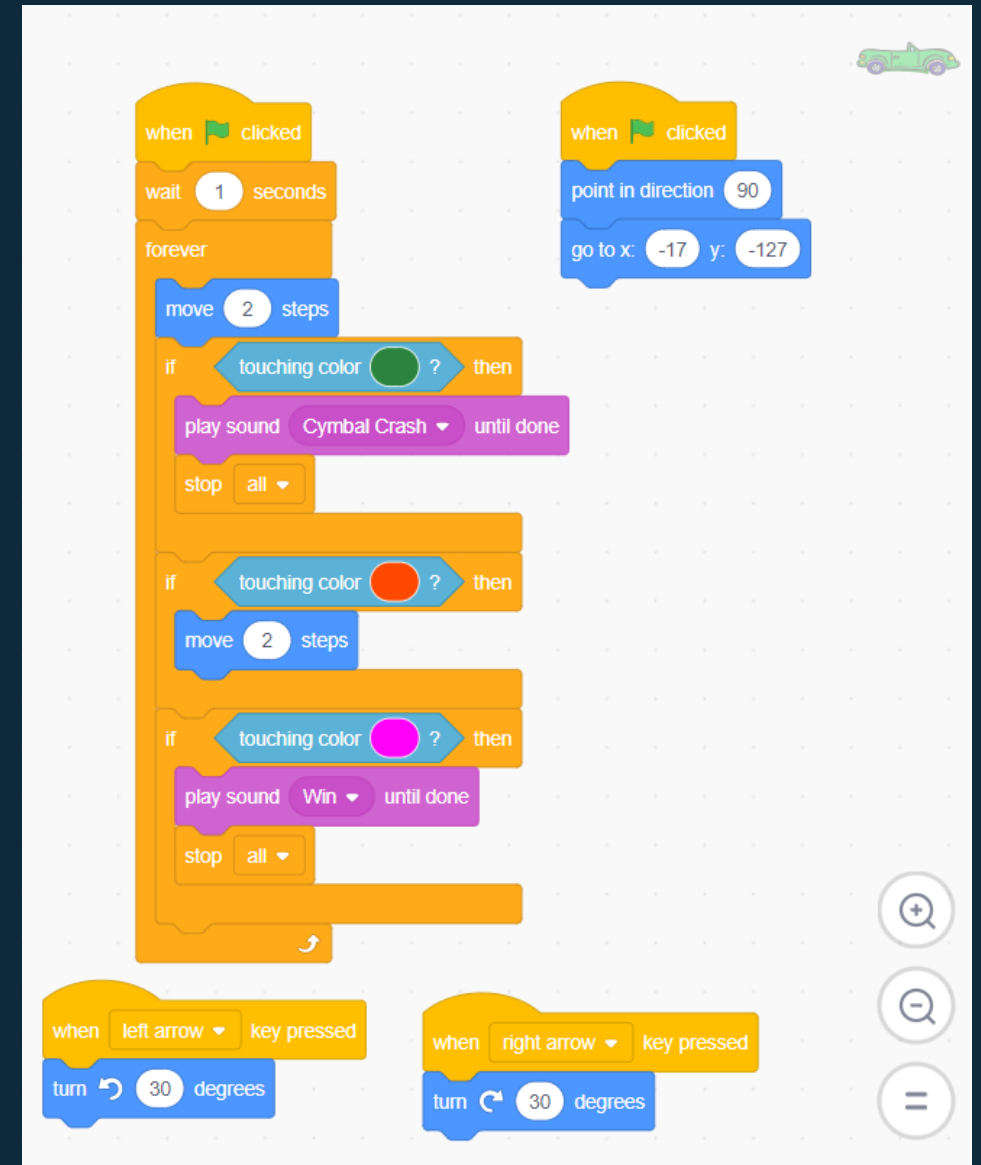 when clicked
wait 1 seconds
forever
move 2 steps
if touching color ? then
play sound Cymbal Crash until done
stop all
if touching color ? then
move 2 steps
if touching color ? then
play sound Win until done
stop all
when clicked
point in direction 90
go to x: -17 y: -127
when left arrow key pressed
turn 30 degrees
when right arrow key pressed
turn 30 degrees